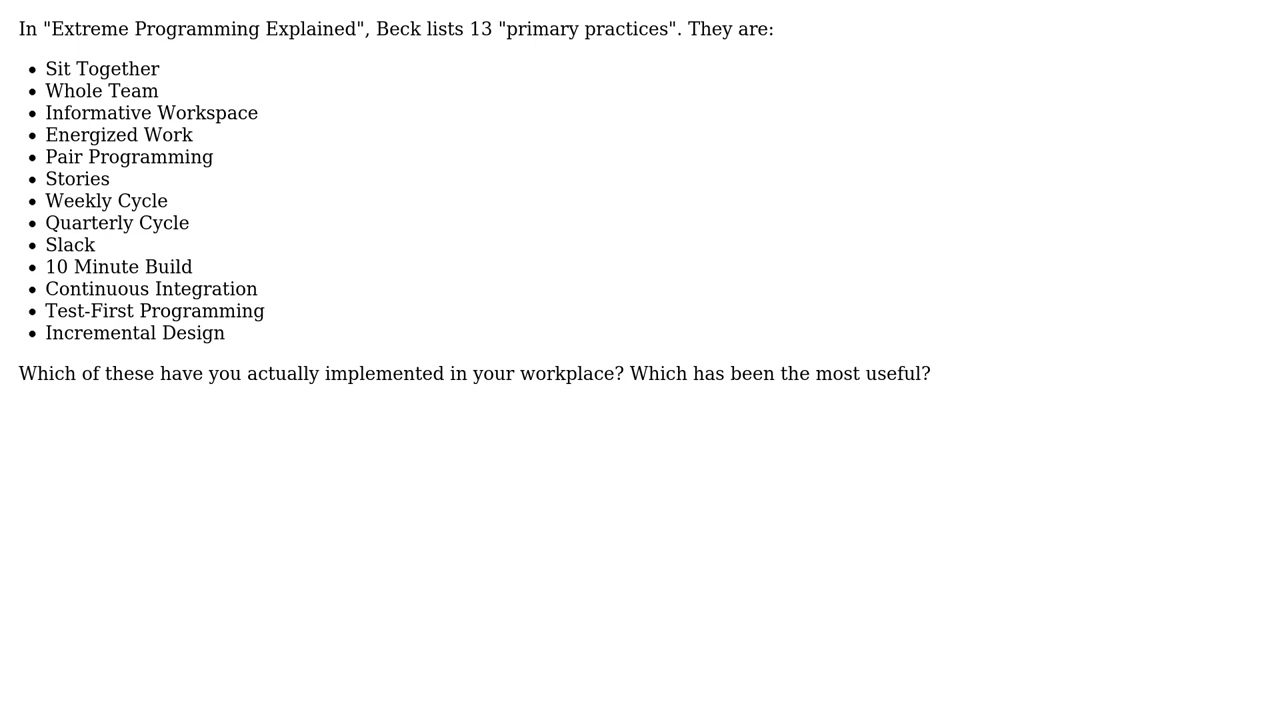 In "Extreme Programming Explained", Beck lists 13 "primary practices". They are:
• Sit Together
• Whole Team
• Informative Workspace
• Energized Work
• Pair Programming
• Stories
• Weekly Cycle
• Quarterly Cycle
• Slack
• 10 Minute Build
• Continuous Integration
• Test-First Programming
• Incremental Design
Which of these have you actually implemented in your workplace? Which has been the most useful?